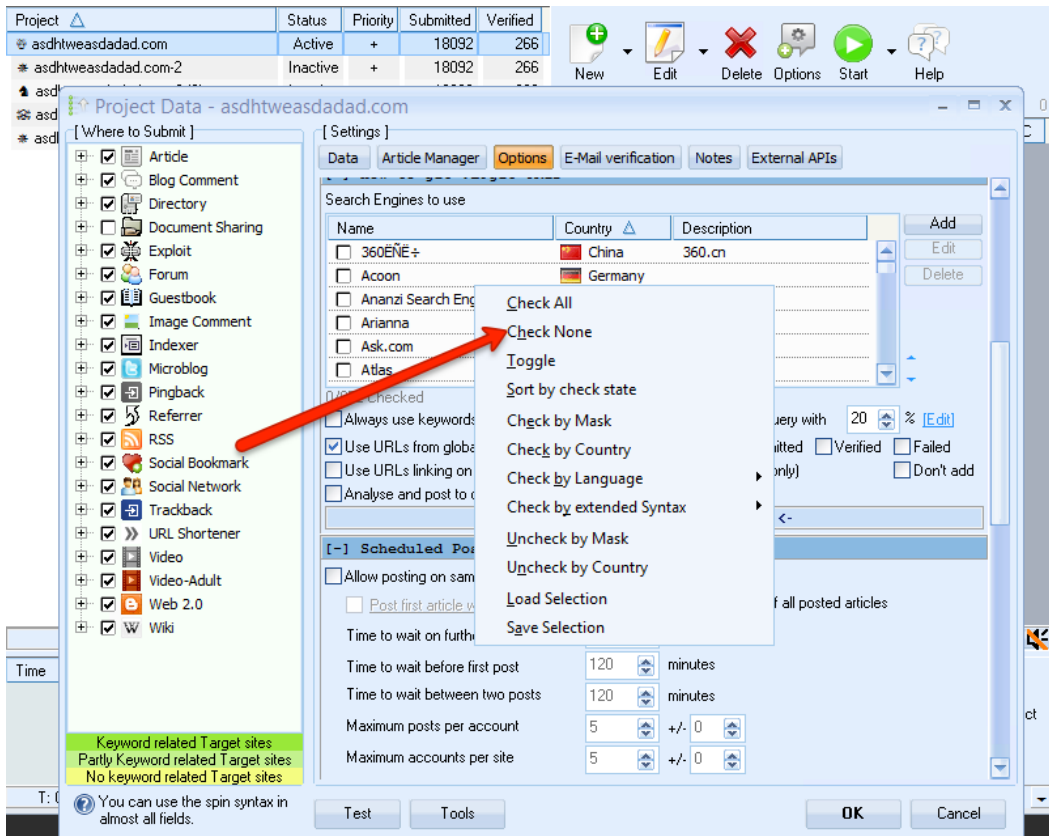 Project Status Priority Submitted Verified
asdhtweasdadad.com Active + 18092 266
asdhtweasdadad.com-2 Inactive + 18092 266
New Edit Delete Options Start Help
Project Data - asdhtweasdadad.com
[ Where to Submit ]
Article
Blog Comment
Directory
Document Sharing
Exploit
Forum
Guestbook
Image Comment
Indexer
Microblog
Pingback
Referrer
RSS
Social Bookmark
Social Network
Trackback
URL Shortener
Video
Video-Adult
Web 2.0
Wiki
Keyword related Target sites
Partly Keyword related Target sites
No keyword related Target sites
You can use the spin syntax in
almost all fields.
[ Settings ]
Data Article Manager Options E-Mail verification Notes External APIs
Search Engines to use
Name Country Description
360ËÑË÷ China 360.cn
Acoon Germany
Ananzi Search Eng
Arianna
Ask.com
Atlas
Add
Edit
Delete
Check All
Check None
Toggle
Sort by check state
Check by Mask
Check by Country
Check by Language
Check by extended Syntax
Uncheck by Mask
Uncheck by Country
Load Selection
Save Selection
Checked
Always use keywords with 20 % [Edit]
Use URLs from globa Verified Failed
Use URLs linking on only) Don't add
Analyse and post to
<-
[-] Scheduled Pos
Allow posting on sam
Post first article of all posted articles
Time to wait on furthe
Time to wait before first post 120 minutes
Time to wait between two posts 120 minutes
Maximum posts per account 5 +/- 0
Maximum accounts per site 5 +/- 0
Test Tools OK Cancel
Time